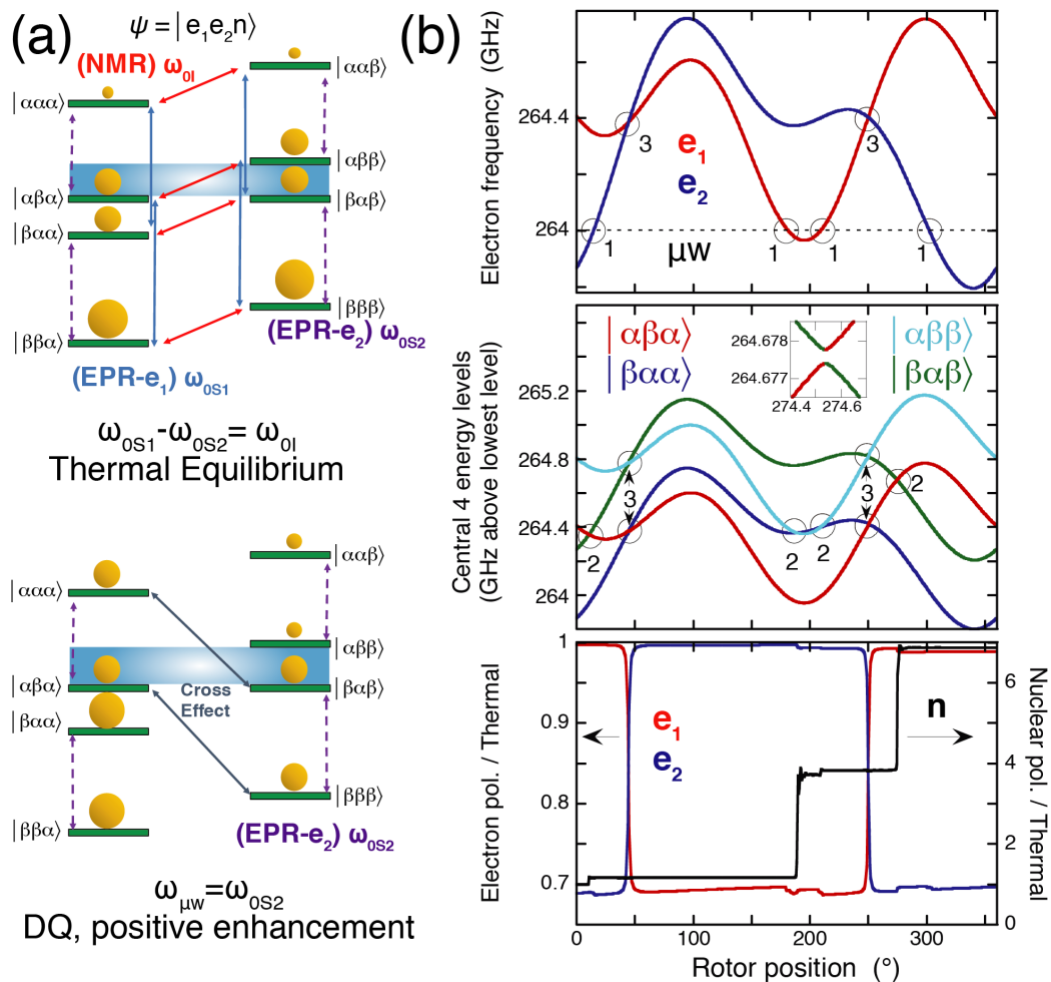 (a)
ψ = | e₁e₂n⟩
(NMR) ω₀I
| ααα⟩
| ααβ⟩
| αβα⟩
| αββ⟩
| βαα⟩
| βαβ⟩
| ββα⟩
| βββ⟩
(EPR-e₂) ω₀S2
(EPR-e₁) ω₀S1
ω₀S1-ω₀S2= ω₀I
Thermal Equilibrium
| ααβ⟩
| ααα⟩
| αββ⟩
| αβα⟩
| βαβ⟩
Cross
Effect
| βαα⟩
| βββ⟩
| ββα⟩
(EPR-e₂) ω₀S2
ωμw=ω₀S2
DQ, positive enhancement
(b)
Electron frequency (GHz)
264.4
264
e₁
e₂
3
3
μw
1
1
1
1
Central 4 energy levels
(GHz above lowest level)
265.2
264.8
264.4
264
| αβα⟩
| βαα⟩
| αββ⟩
| βαβ⟩
264.678
264.677
274.4
274.6
2
3
2
2
3
2
Electron pol. / Thermal
1
0.9
0.8
0.7
e₁
e₂
n
Nuclear pol. / Thermal
6
4
2
0
0
100
200
300
Rotor position (°)